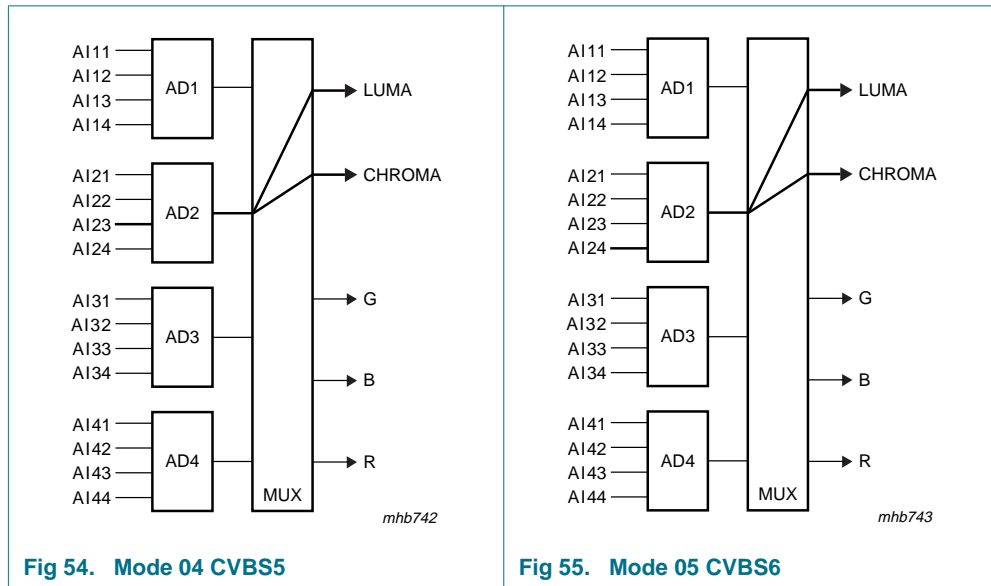 AI11
AI12
AI13
AI14
AD1
LUMA
AI21
AI22
AI23
AI24
AD2
CHROMA
AI31
AI32
AI33
AI34
AD3
G
B
AI41
AI42
AI43
AI44
AD4
R
MUX
mhb742
Fig 54. Mode 04 CVBS5
AI11
AI12
AI13
AI14
AD1
LUMA
AI21
AI22
AI23
AI24
AD2
CHROMA
AI31
AI32
AI33
AI34
AD3
G
B
AI41
AI42
AI43
AI44
AD4
R
MUX
mhb743
Fig 55. Mode 05 CVBS6